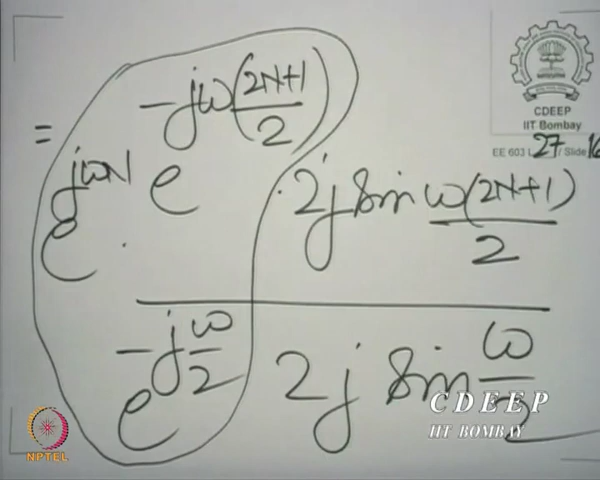 CDEEP
IIT Bombay
EE 603 L 27 / Slide 16
= e^{jωN} · e^{-jω(2N+1)/2} · 2j sin ω(2N+1)/2
e^{-jω/2} 2j sin ω/2
CDEEP
IIT BOMBAY
NPTEL